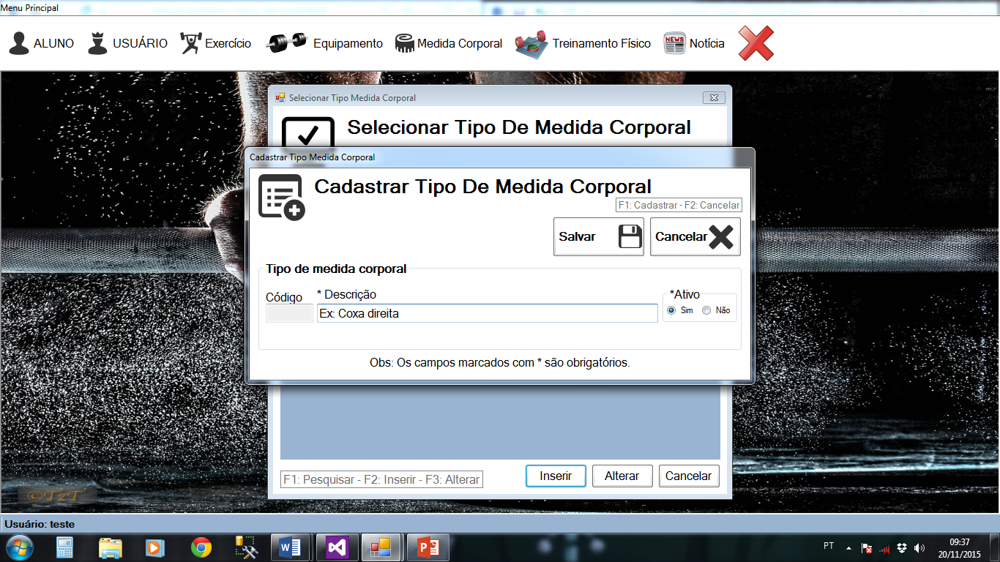 Menu Principal
ALUNO
USUÁRIO
Exercício
Equipamento
Medida Corporal
Treinamento Físico
NEWS
Notícia
Selecionar Tipo Medida Corporal
Selecionar Tipo De Medida Corporal
Cadastrar Tipo Medida Corporal
Cadastrar Tipo De Medida Corporal
F1: Cadastrar - F2: Cancelar
Salvar
Cancelar
Tipo de medida corporal
Código
* Descrição
*Ativo
Ex: Coxa direita
Sim
Não
Obs: Os campos marcados com * são obrigatórios.
F1: Pesquisar - F2: Inserir - F3: Alterar
Inserir
Alterar
Cancelar
©TzT
Usuário: teste
PT
09:37
20/11/2015